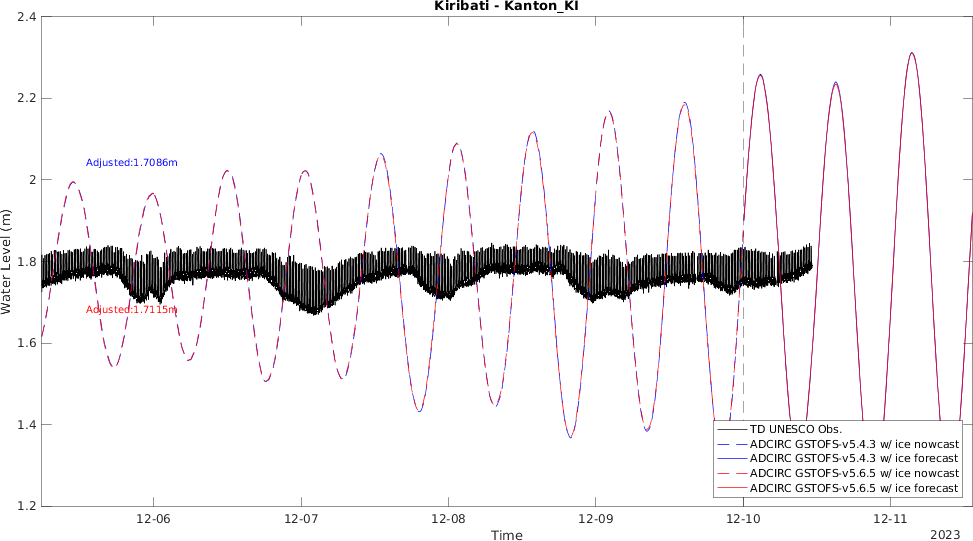 Kiribati - Kanton_KI
2.4
2.2
2
1.8
1.6
1.4
1.2
Water Level (m)
Adjusted:1.7086m
Adjusted:1.7115m
TD UNESCO Obs.
ADCIRC GSTOFS-v5.4.3 w/ ice nowcast
ADCIRC GSTOFS-v5.4.3 w/ ice forecast
ADCIRC GSTOFS-v5.6.5 w/ ice nowcast
ADCIRC GSTOFS-v5.6.5 w/ ice forecast
12-06 12-07 12-08 12-09 12-10 12-11
Time
2023